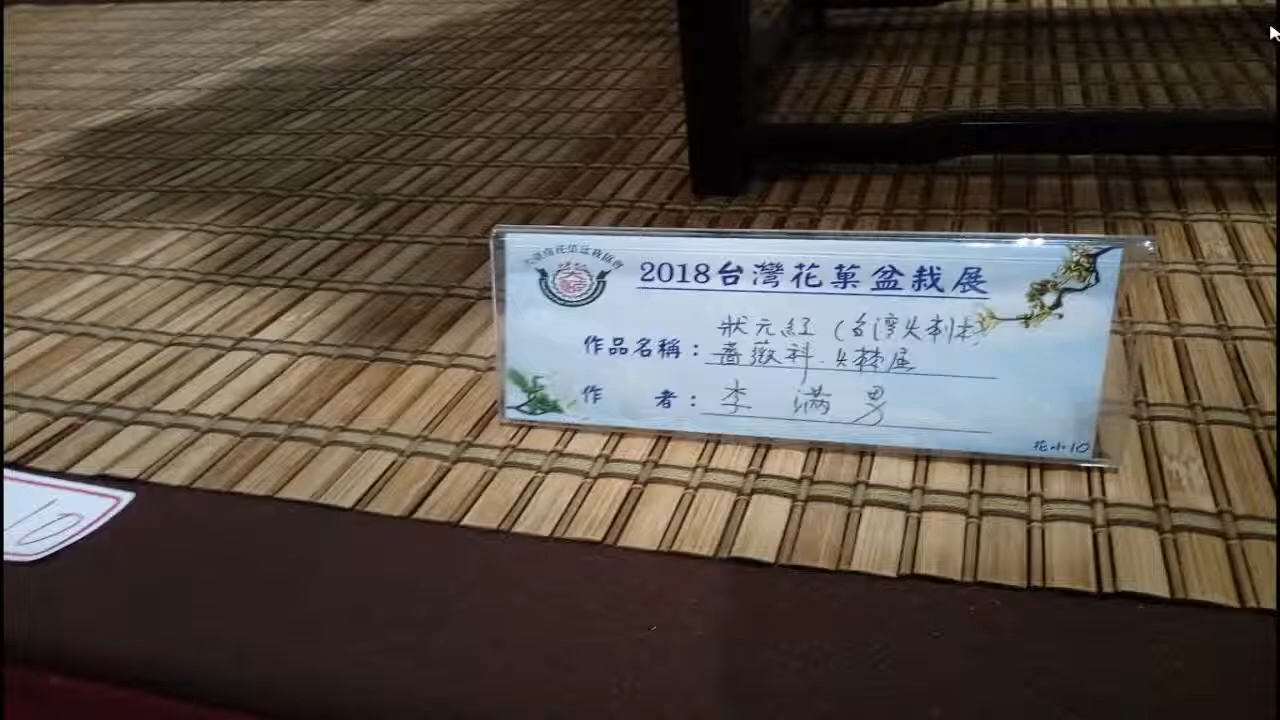 2018台灣花菓盆栽展
狀元紅(台灣火刺木)
作品名稱：薔薇科.火棘屬
作 者：李 滿 男
花小10
10